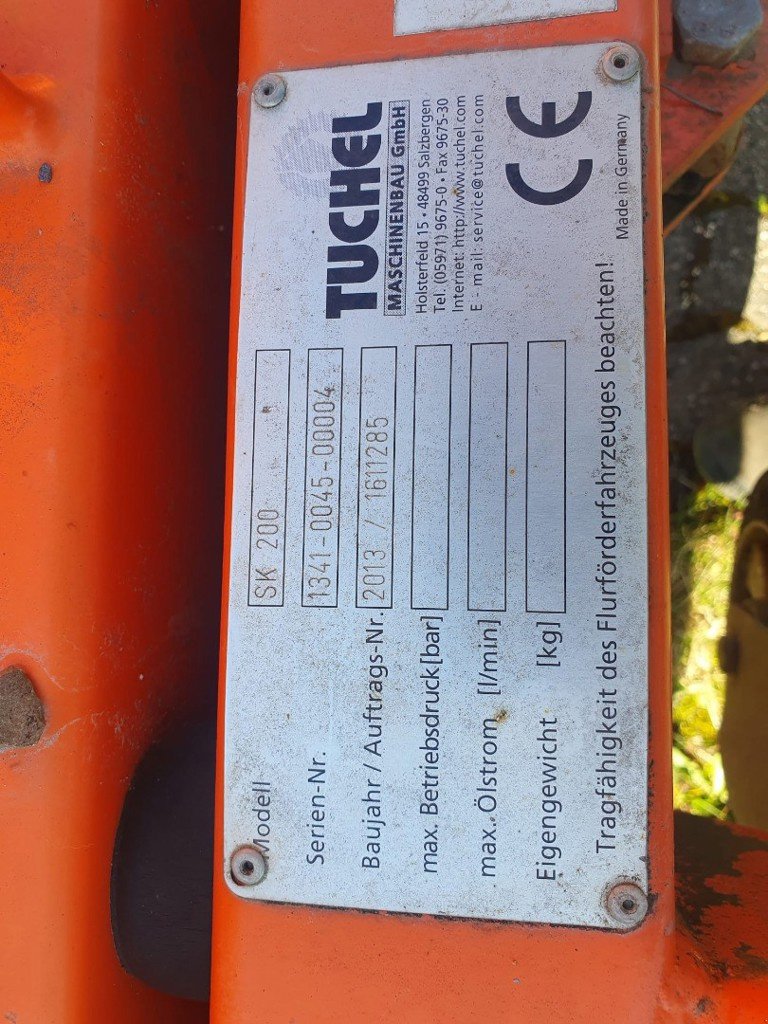 TUCHEL
MASCHINENBAU GmbH
Holsterfeld 15 • 48499 Salzbergen
Tel. (05971) 9675-0 • Fax 9675-30
Internet: http://www.tuchel.com
E - mail: service@tuchel.com
CE
Made in Germany
Modell SK 200
Serien-Nr. 1341-0045-00004
Baujahr / Auftrags-Nr. 2013 / 1611285
max. Betriebsdruck[bar]
max. Ölstrom [l/min]
Eigengewicht [kg]
Tragfähigkeit des Flurförderfahrzeuges beachten!